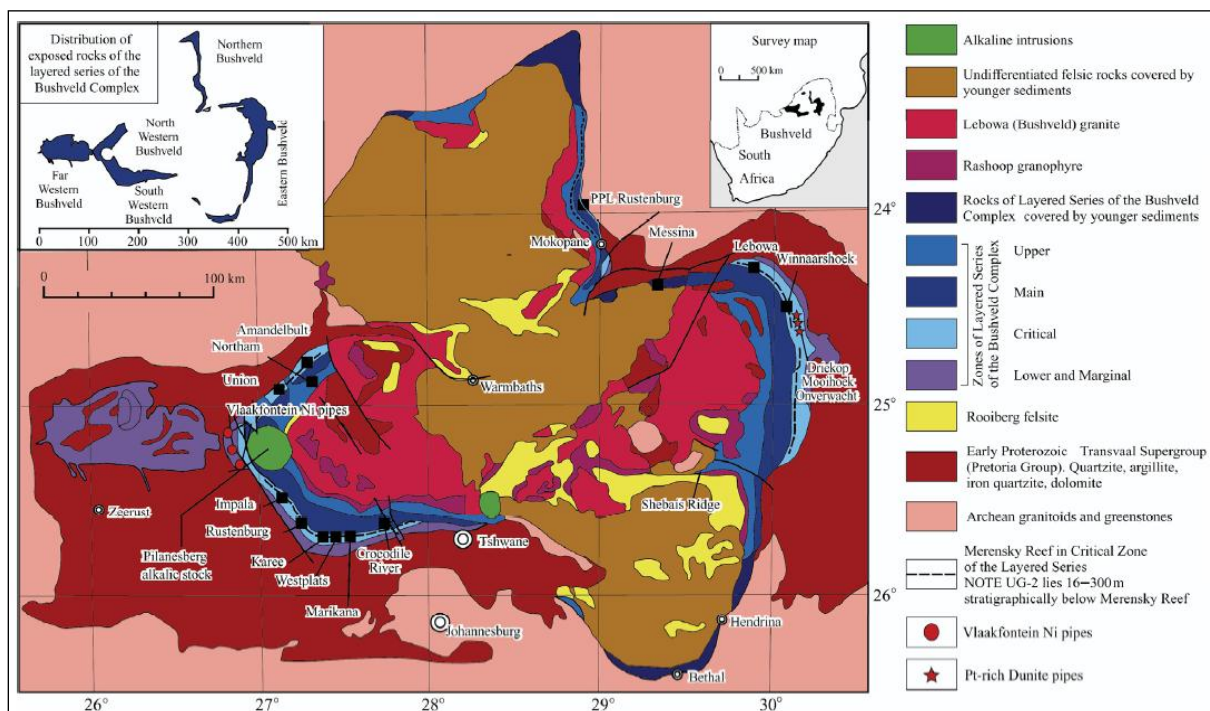 Distribution of
exposed rocks of the
layered series of the
Bushveld Complex
Northern
Bushveld
North
Western
Bushveld
Far
Western
Bushveld
South
Western
Bushveld
Eastern Bushveld
0 100 200 300 400 500 km
0 100 km
Survey map
0 500 km
Bushveld
South
Africa
PPL Rustenburg
Mokopane
Messina
Lebowa
Winnaarshoek
Amandelbult
Northam
Union
Vlaakfontein Ni pipes
Warmbaths
Driekop
Mooihoek
Onverwacht
Zeerust
Impala
Rustenburg
Pilanesberg
alkalic stock
Karee
Westplats
Marikana
Crocodile
River
Tshwane
Shebais Ridge
Johannesburg
Hendrina
Bethal
24°
25°
26°
26° 27° 28° 29° 30°
Alkaline intrusions
Undifferentiated felsic rocks covered by
younger sediments
Lebowa (Bushveld) granite
Rashoop granophyre
Rocks of Layered Series of the Bushveld
Complex covered by younger sediments
Zones of Layered Series
of the Bushveld Complex
Upper
Main
Critical
Lower and Marginal
Rooiberg felsite
Early Proterozoic Transvaal Supergroup
(Pretoria Group). Quartzite, argillite,
iron quartzite, dolomite
Archean granitoids and greenstones
Merensky Reef in Critical Zone
of the Layered Series
NOTE UG-2 lies 16–300 m
stratigraphically below Merensky Reef
Vlaakfontein Ni pipes
Pt-rich Dunite pipes